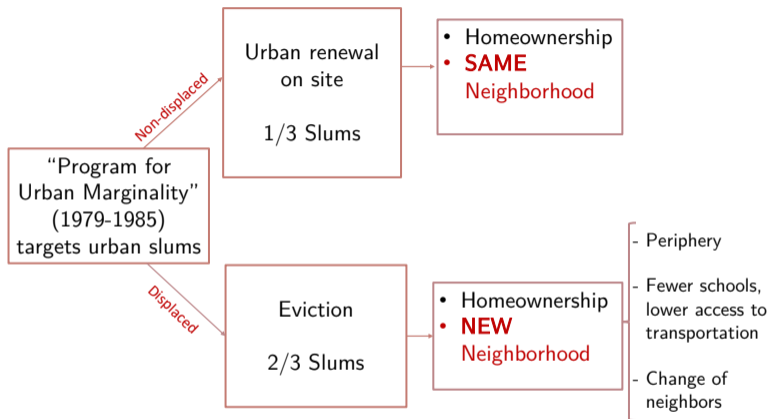 Urban renewal
on site
1/3 Slums
• Homeownership
• SAME
Neighborhood
Non-displaced
“Program for
Urban Marginality”
(1979-1985)
targets urban slums
Displaced
Eviction
2/3 Slums
• Homeownership
• NEW
Neighborhood
- Periphery
- Fewer schools,
lower access to
transportation
- Change of
neighbors